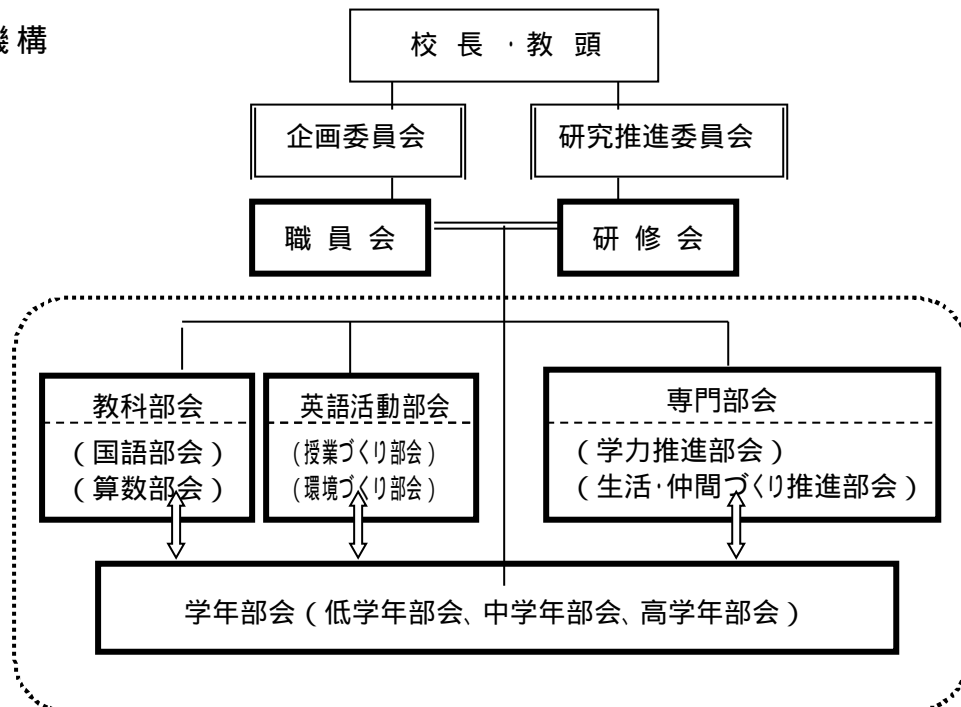 機構
校長・教頭
企画委員会
研究推進委員会
職員会
研修会
教科部会
(国語部会)
(算数部会)
英語活動部会
(授業づくり部会)
(環境づくり部会)
専門部会
(学力推進部会)
(生活・仲間づくり推進部会)
学年部会(低学年部会、中学年部会、高学年部会)